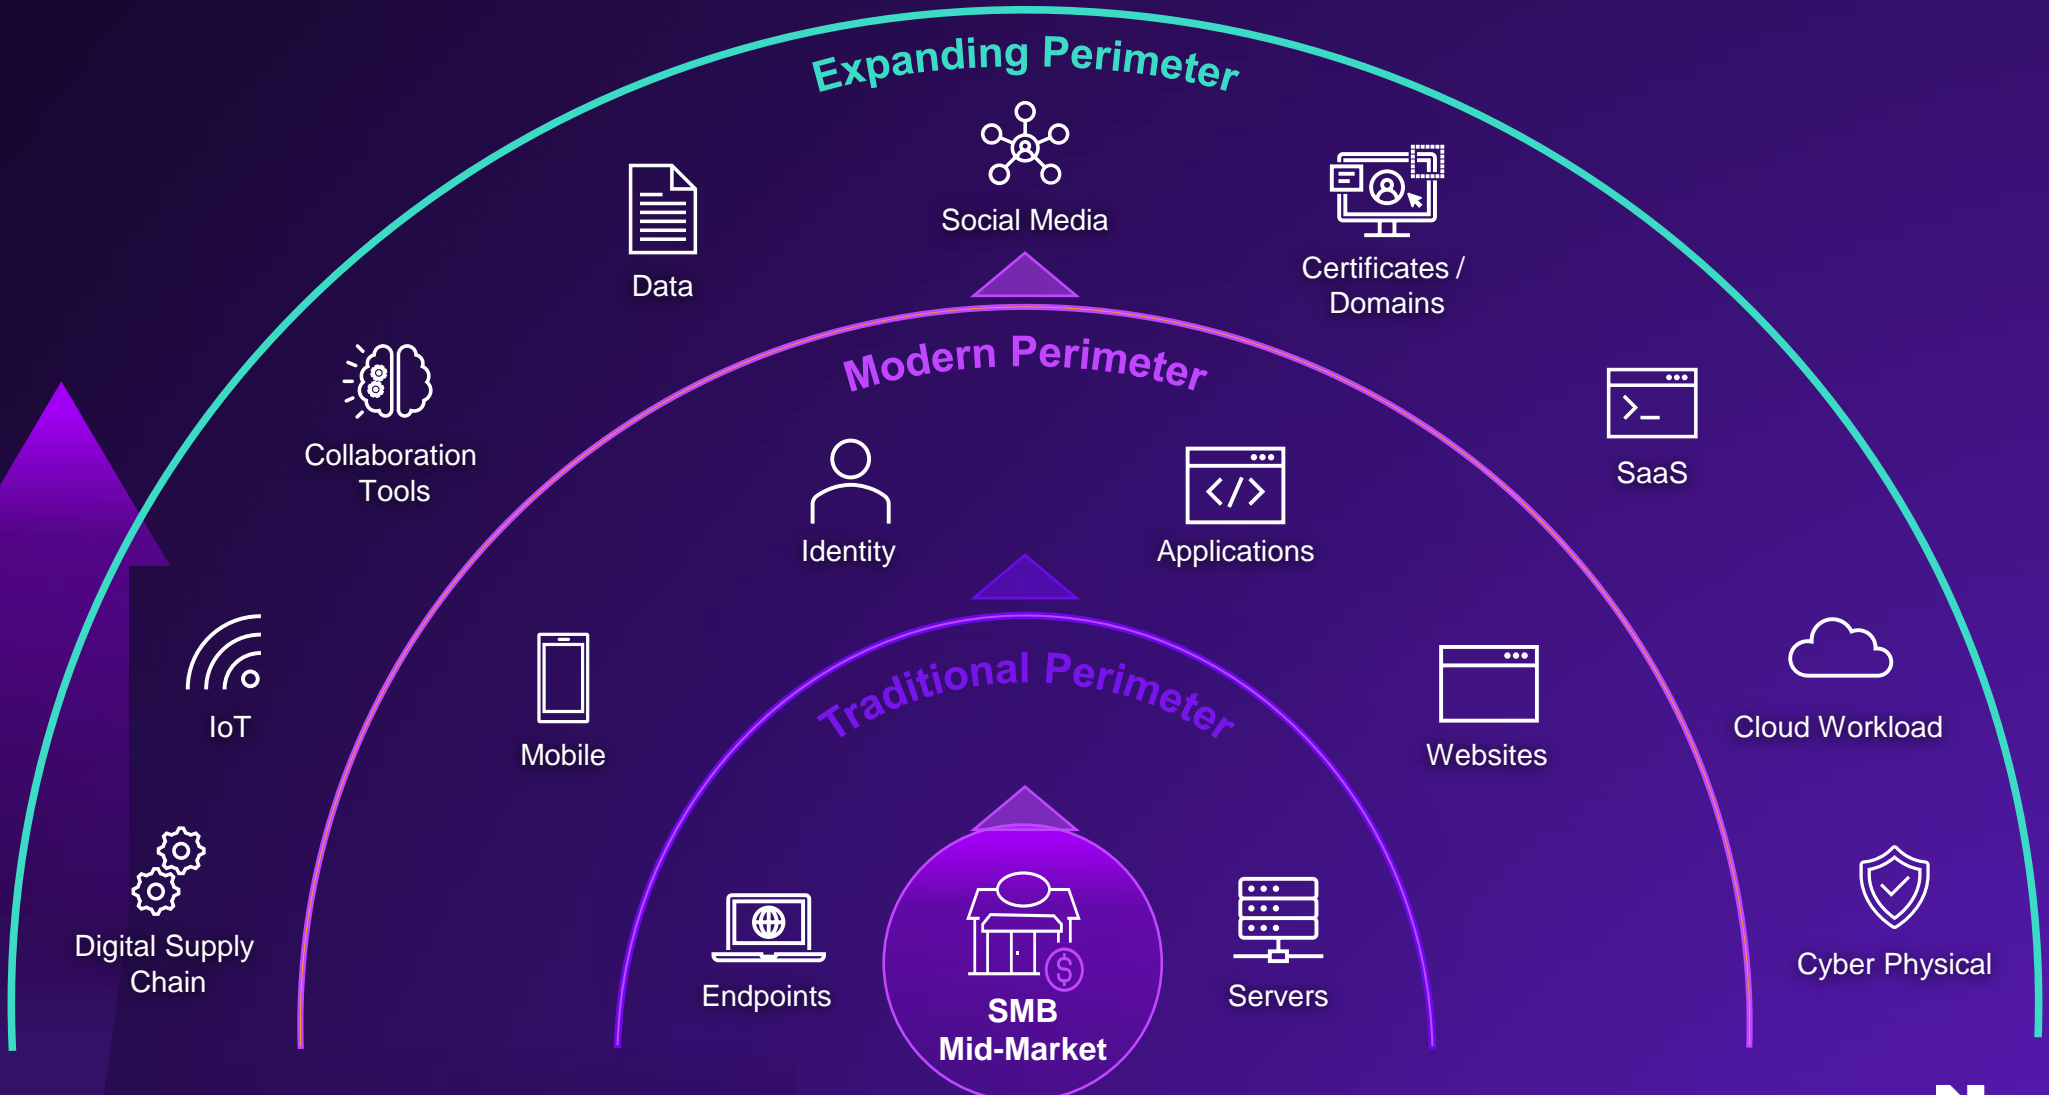 Expanding Perimeter
Social Media
Data
Certificates /
Domains
Modern Perimeter
Collaboration
Tools
SaaS
Identity
Applications
Traditional Perimeter
IoT
Mobile
Websites
Cloud Workload
Digital Supply
Chain
Endpoints
$
SMB
Mid-Market
Servers
Cyber Physical